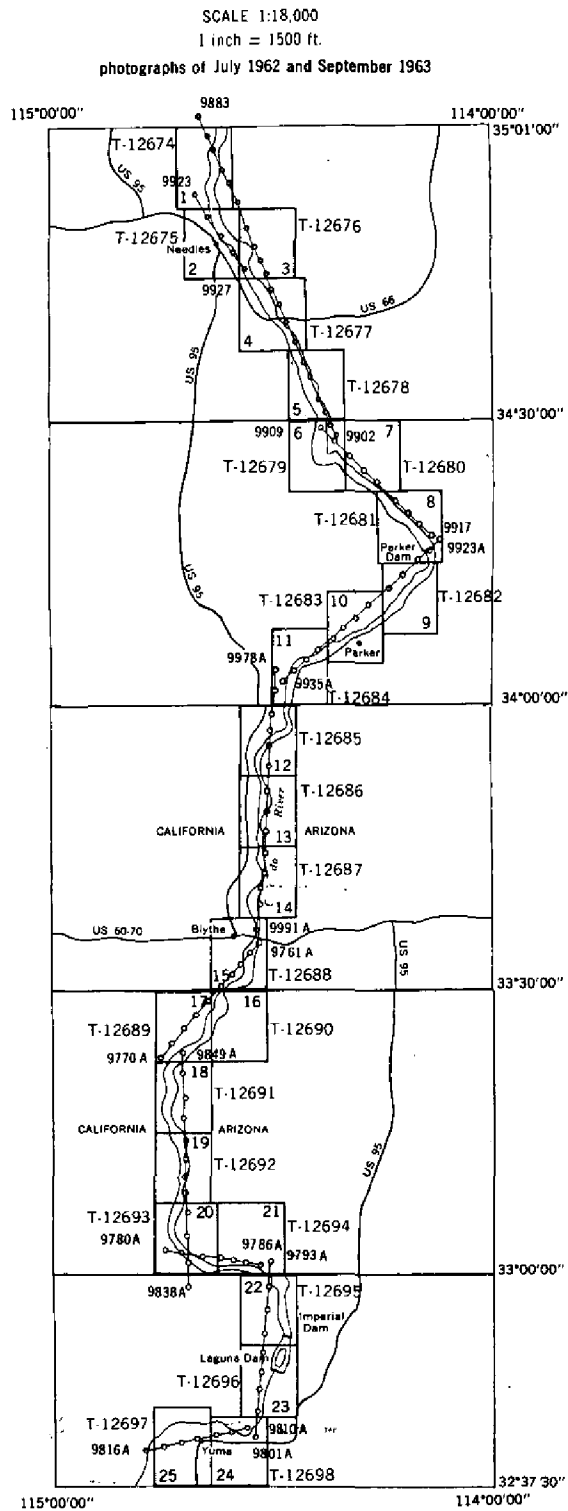 SCALE 1:18,000
1 inch = 1500 ft.
photographs of July 1962 and September 1963
115°00'00"
9883
114°00'00"
35°01'00"
T-12674
US 95
9923
1
T-12675
T-12676
Needles
2
3
9927
US 66
4
T-12677
US 95
T-12678
5
34°30'00"
6
7
9909
9902
T-12679
T-12680
8
T-12681
9917
Parker Dam
9923A
T-12683
10
T-12682
9
11
Parker
9978A
9935A
US 95
T-12684
34°00'00"
T-12685
12
T-12686
River
CALIFORNIA
13
ARIZONA
do
T-12687
14
US 60-70
Blythe
9991A
9761A
US 95
15
T-12688
33°30'00"
17
16
T-12689
T-12690
9770A
9849A
18
T-12691
CALIFORNIA
ARIZONA
19
T-12692
US 95
T-12693
20
21
T-12694
9780A
9786A
9793A
33°00'00"
9838A
22
T-12695
Imperial Dam
Laguna Dam
T-12696
23
T-12697
9810A
9816A
Yuma
9801A
25
24
T-12698
32°37'30"
115°00'00"
114°00'00"